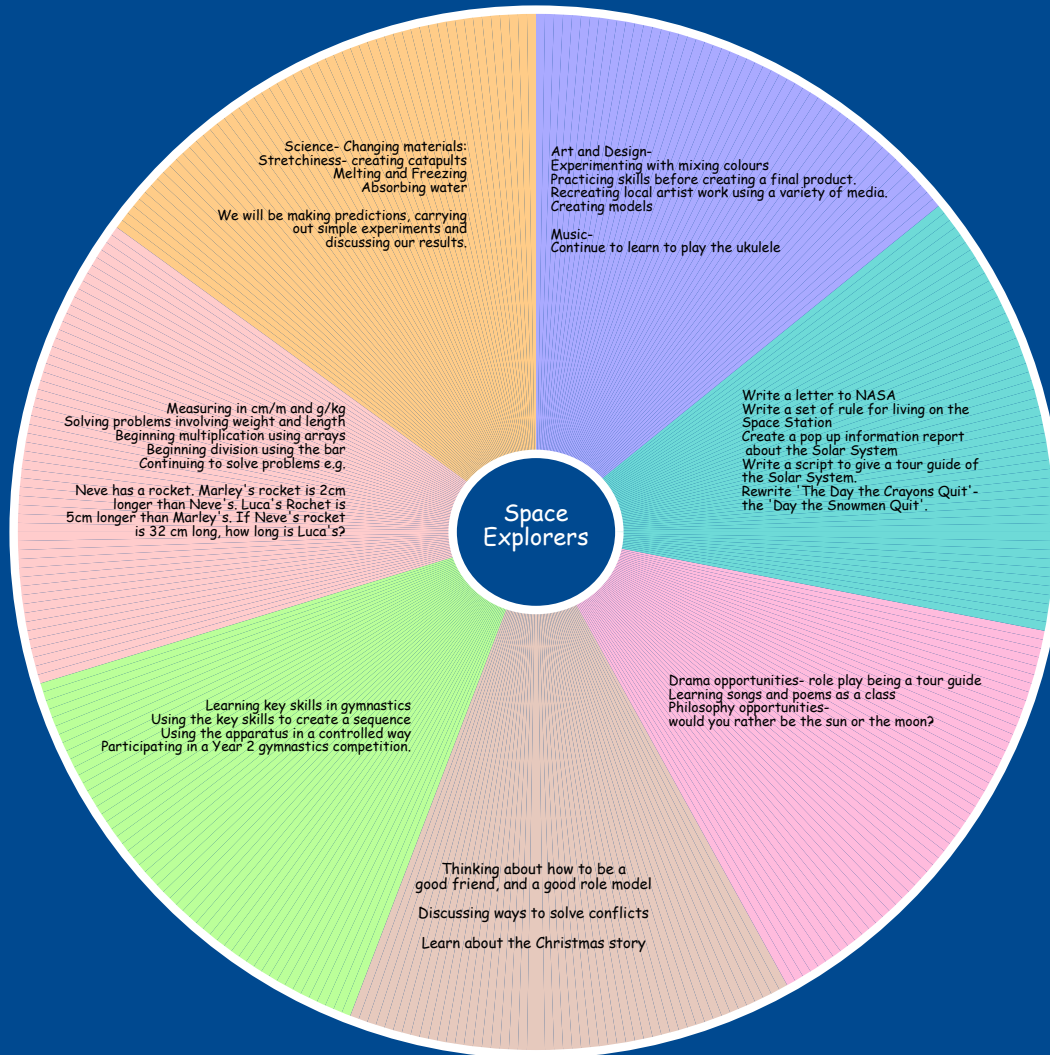 Space
Explorers
Art and Design-
Experimenting with mixing colours
Practicing skills before creating a final product.
Recreating local artist work using a variety of media.
Creating models
Music-
Continue to learn to play the ukulele
Write a letter to NASA
Write a set of rule for living on the
Space Station
Create a pop up information report
about the Solar System
Write a script to give a tour guide of
the Solar System.
Rewrite 'The Day the Crayons Quit'-
the 'Day the Snowmen Quit'.
Drama opportunities- role play being a tour guide
Learning songs and poems as a class
Philosophy opportunities-
would you rather be the sun or the moon?
Thinking about how to be a
good friend, and a good role model
Discussing ways to solve conflicts
Learn about the Christmas story
Learning key skills in gymnastics
Using the key skills to create a sequence
Using the apparatus in a controlled way
Participating in a Year 2 gymnastics competition.
Measuring in cm/m and g/kg
Solving problems involving weight and length
Beginning multiplication using arrays
Beginning division using the bar
Continuing to solve problems e.g.
Neve has a rocket. Marley's rocket is 2cm
longer than Neve's. Luca's Rochet is
5cm longer than Marley's. If Neve's rocket
is 32 cm long, how long is Luca's?
Science- Changing materials:
Stretchiness- creating catapults
Melting and Freezing
Absorbing water
We will be making predictions, carrying
out simple experiments and
discussing our results.